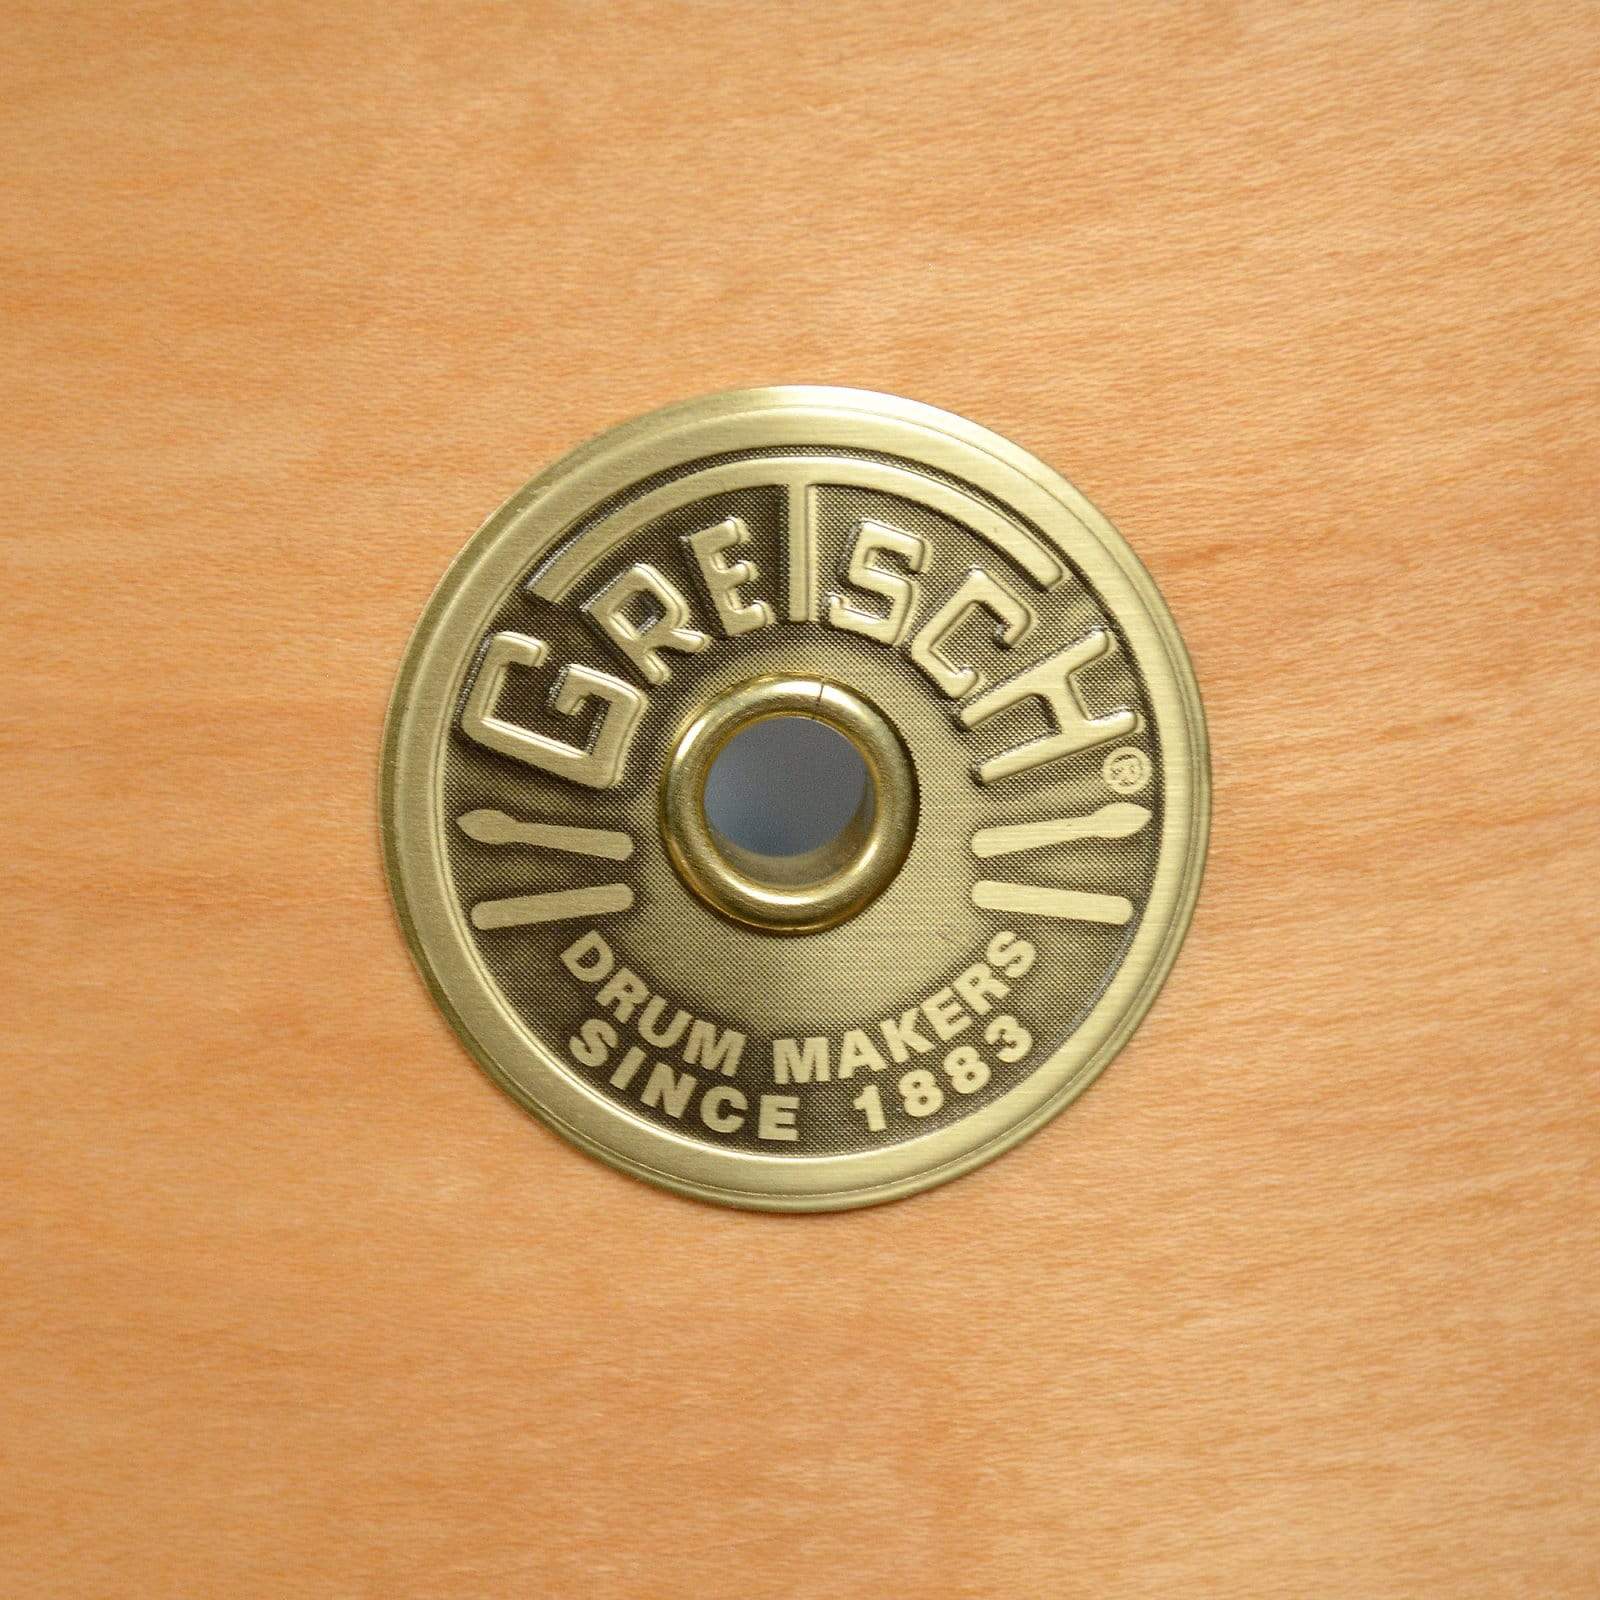 GRETSCH®
DRUM MAKERS
SINCE 1883